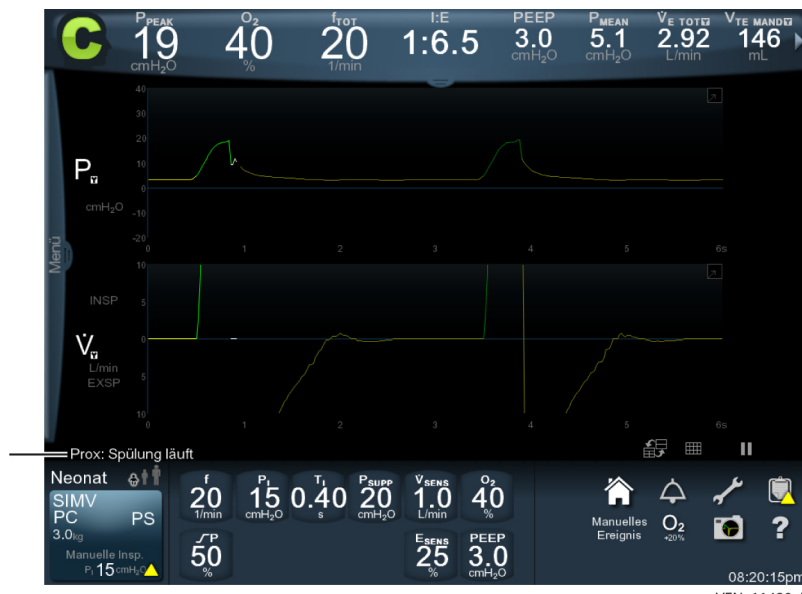 C
PPEAK O2 fTOT I:E PEEP PMEAN V̇E TOTY VTE MANDY
19 40 20 1:6.5 3.0 5.1 2.92 146
cmH2O % 1/min cmH2O cmH2O L/min mL
40
30
20
10
0
-10
-20
PY
cmH2O
0 1 2 3 4 5 6s
Menü
10
5
0
5
10
INSP
V̇Y
L/min
EXSP
0 1 2 3 4 5 6s
Prox: Spülung läuft
Neonat
SIMV
PC PS
3.0kg
Manuelle Insp.
PI 15 cmH2O
f PI TI PSUPP V̇SENS O2
20 15 0.40 20 1.0 40
1/min cmH2O s cmH2O L/min %
P ESENS PEEP
50 25 3.0
% % cmH2O
Manuelles
Ereignis
O2
+20%
?
08:20:15pm